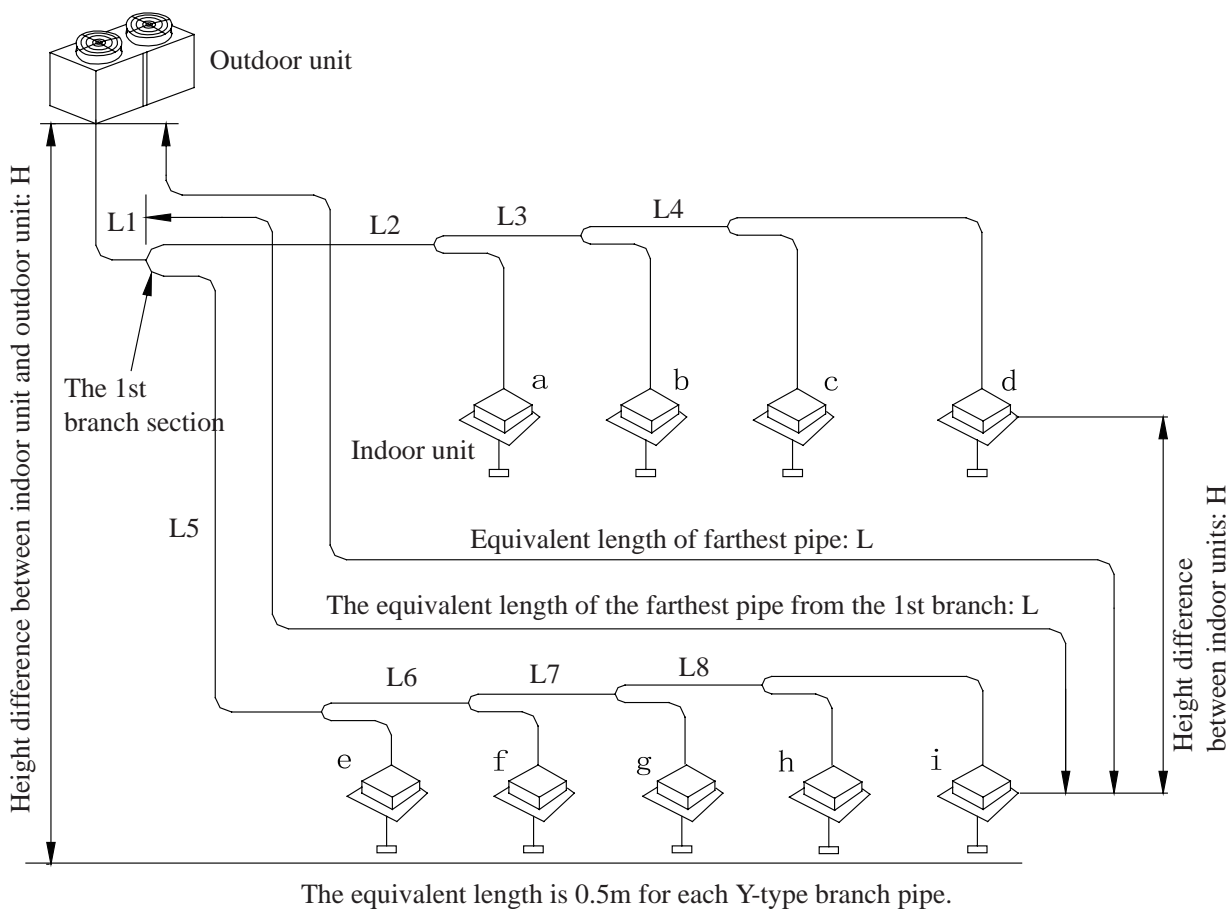 Outdoor unit
Height difference between indoor unit and outdoor unit: H
L1
L2
L3
L4
The 1st
branch section
a
b
c
d
Indoor unit
L5
Equivalent length of farthest pipe: L
The equivalent length of the farthest pipe from the 1st branch: L
Height difference
between indoor units: H
L6
L7
L8
e
f
g
h
i
The equivalent length is 0.5m for each Y-type branch pipe.